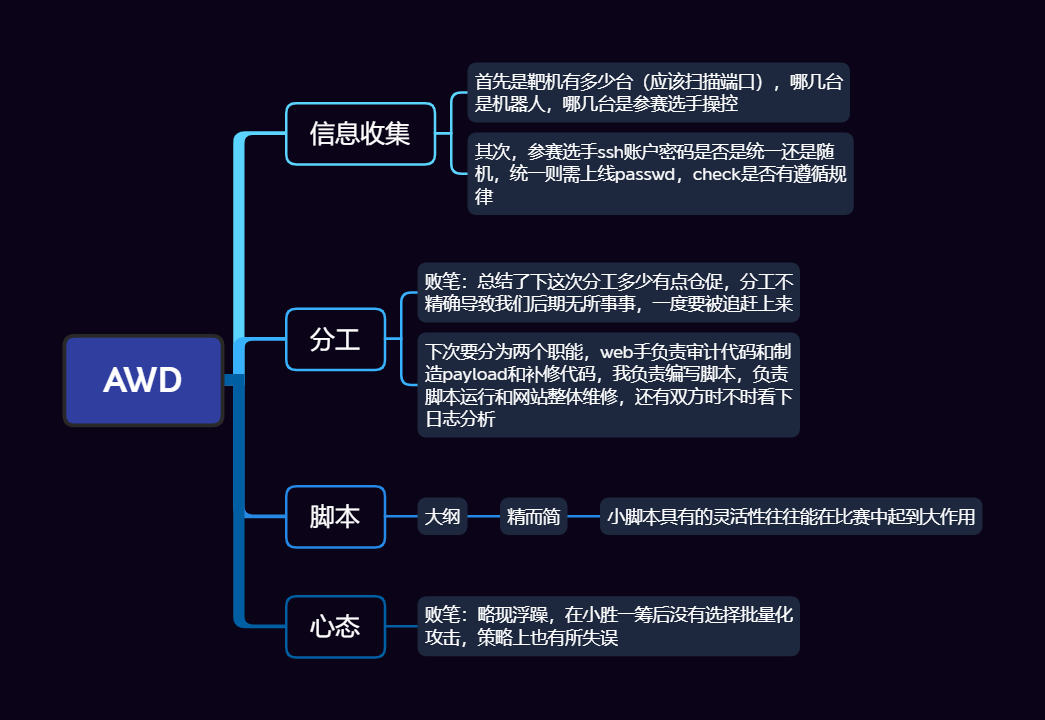 AWD
信息收集
首先是靶机有多少台（应该扫描端口），哪几台
是机器人，哪几台是参赛选手操控
其次，参赛选手ssh账户密码是否是统一还是随
机，统一则需上线passwd，check是否有遵循规
律
分工
败笔：总结了下这次分工多少有点仓促，分工不
精确导致我们后期无所事事，一度要被追赶上来
下次要分为两个职能，web手负责审计代码和制
造payload和补修代码，我负责编写脚本，负责
脚本运行和网站整体维修，还有双方时不时看下
日志分析
脚本
大纲
精而简
小脚本具有的灵活性往往能在比赛中起到大作用
心态
败笔：略现浮躁，在小胜一筹后没有选择批量化
攻击，策略上也有所失误